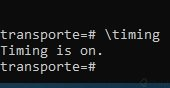 transporte=# \timing
Timing is on.
transporte=#